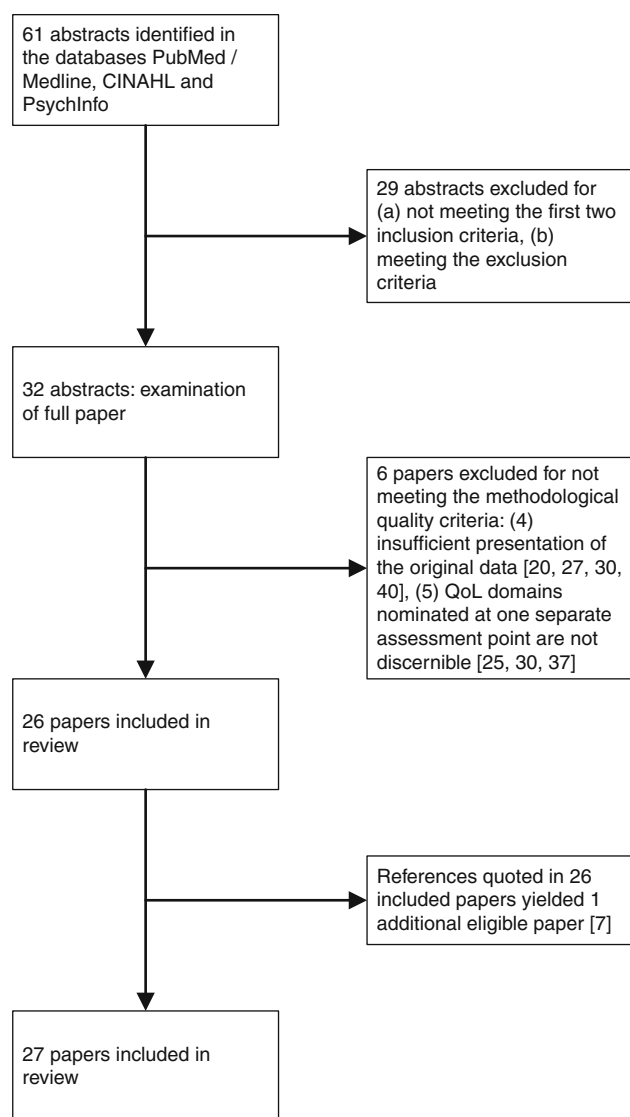 61 abstracts identified in
the databases PubMed /
Medline, CINAHL and
PsychInfo
29 abstracts excluded for
(a) not meeting the first two
inclusion criteria, (b)
meeting the exclusion
criteria
32 abstracts: examination
of full paper
6 papers excluded for not
meeting the methodological
quality criteria: (4)
insufficient presentation of
the original data [20, 27, 30,
40], (5) QoL domains
nominated at one separate
assessment point are not
discernible [25, 30, 37]
26 papers included in
review
References quoted in 26
included papers yielded 1
additional eligible paper [7]
27 papers included in
review